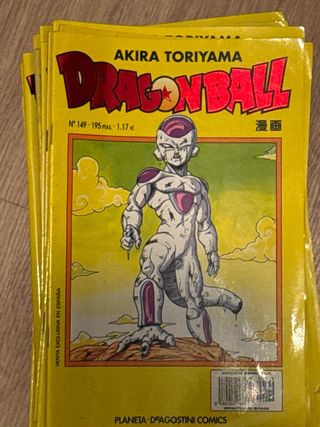 AKIRA TORIYAMA
DRAGON BALL
Nº 149 · 195 PTAS. · 1.17 €
漫画
VENTA EXCLUSIVA EN ESPAÑA
PLANETA-DeAGOSTINI COMICS